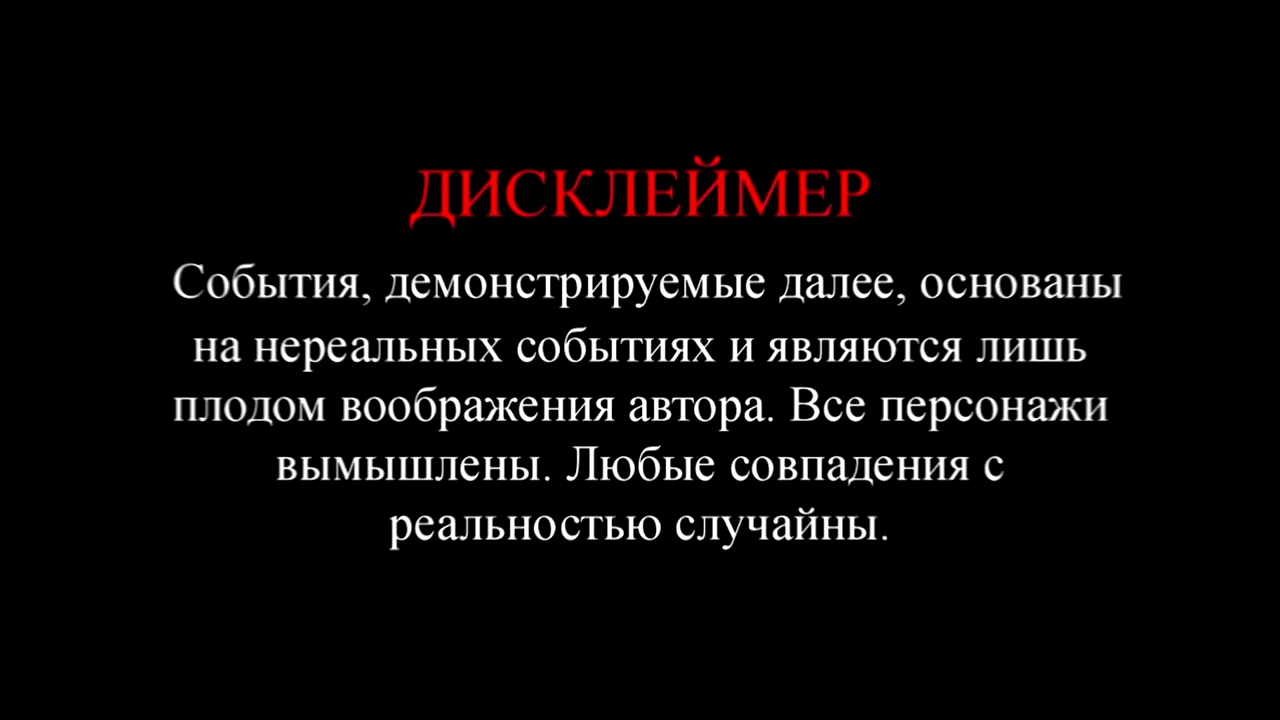 ДИСКЛЕЙМЕР
События, демонстрируемые далее, основаны
на нереальных событиях и являются лишь
плодом воображения автора. Все персонажи
вымышлены. Любые совпадения с
реальностью случайны.